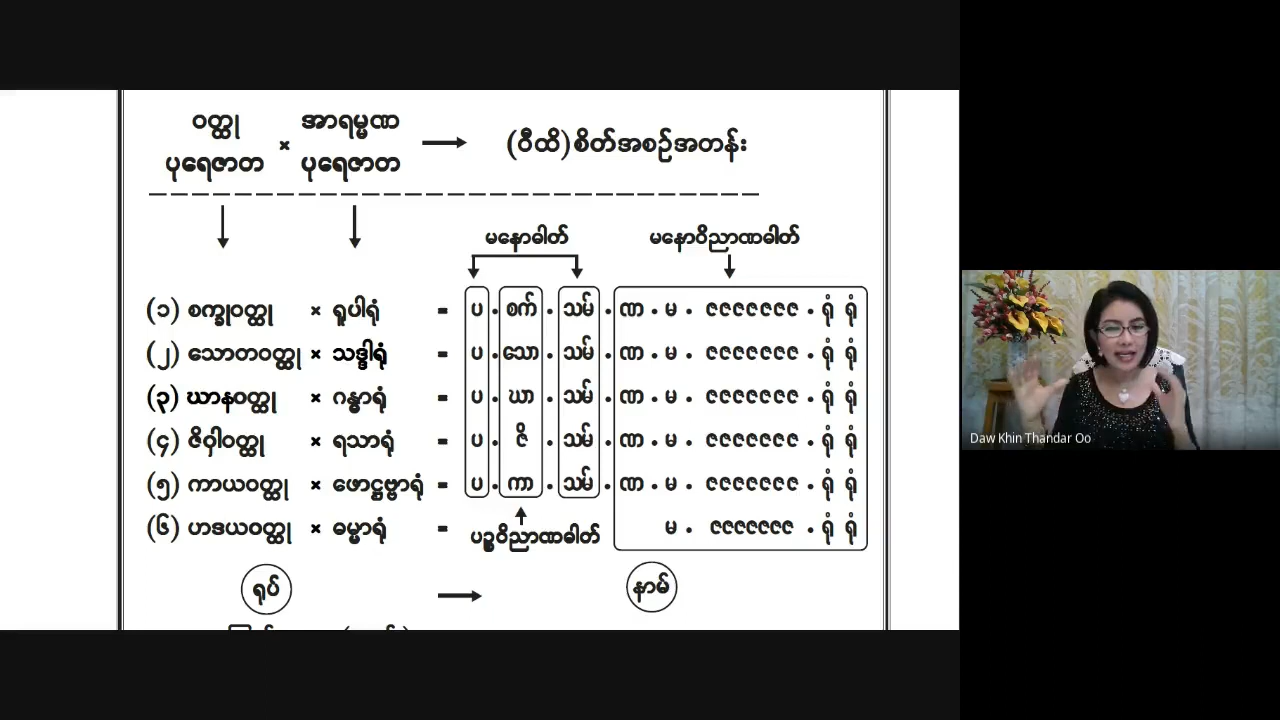 ဝတ္ထု × အာရမ္မဏ → (ဝီထိ)စိတ်အစဉ်အတန်း
ပုရေဇာတ ပုရေဇာတ
မနောဓါတ် မနောဝိညာဏဓါတ်
(၁) စက္ခုဝတ္ထု × ရူပါရုံ = ပ . စက် . သမ် . ဏ . မ . ဇဇဇဇဇဇဇ . ရုံ ရုံ
(၂) သောတဝတ္ထု × သဒ္ဒါရုံ = ပ . သော . သမ် . ဏ . မ . ဇဇဇဇဇဇဇ . ရုံ ရုံ
(၃) ဃာနဝတ္ထု × ဂန္ဓာရုံ = ပ . ဃာ . သမ် . ဏ . မ . ဇဇဇဇဇဇဇ . ရုံ ရုံ
(၄) ဇိဝှါဝတ္ထု × ရသာရုံ = ပ . ဇိ . သမ် . ဏ . မ . ဇဇဇဇဇဇဇ . ရုံ ရုံ
(၅) ကာယဝတ္ထု × ဖောဋ္ဌဗ္ဗာရုံ = ပ . ကာ . သမ် . ဏ . မ . ဇဇဇဇဇဇဇ . ရုံ ရုံ
(၆) ဟဒယဝတ္ထု × ဓမ္မာရုံ = မ . ဇဇဇဇဇဇဇ . ရုံ ရုံ
ပဉ္စဝိညာဏဓါတ်
ရုပ် → နာမ်
Daw Khin Thandar Oo